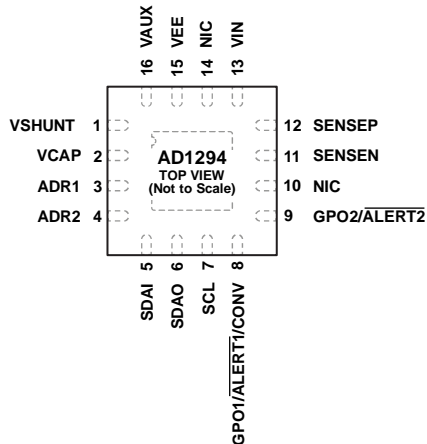 16 VAUX
15 VEE
14 NIC
13 VIN
VSHUNT 1
VCAP 2
ADR1 3
ADR2 4
AD1294
TOP VIEW
(Not to Scale)
12 SENSEP
11 SENSEN
10 NIC
9 GPO2/ALERT2
SDAI 5
SDAO 6
SCL 7
GPO1/ALERT1/CONV 8